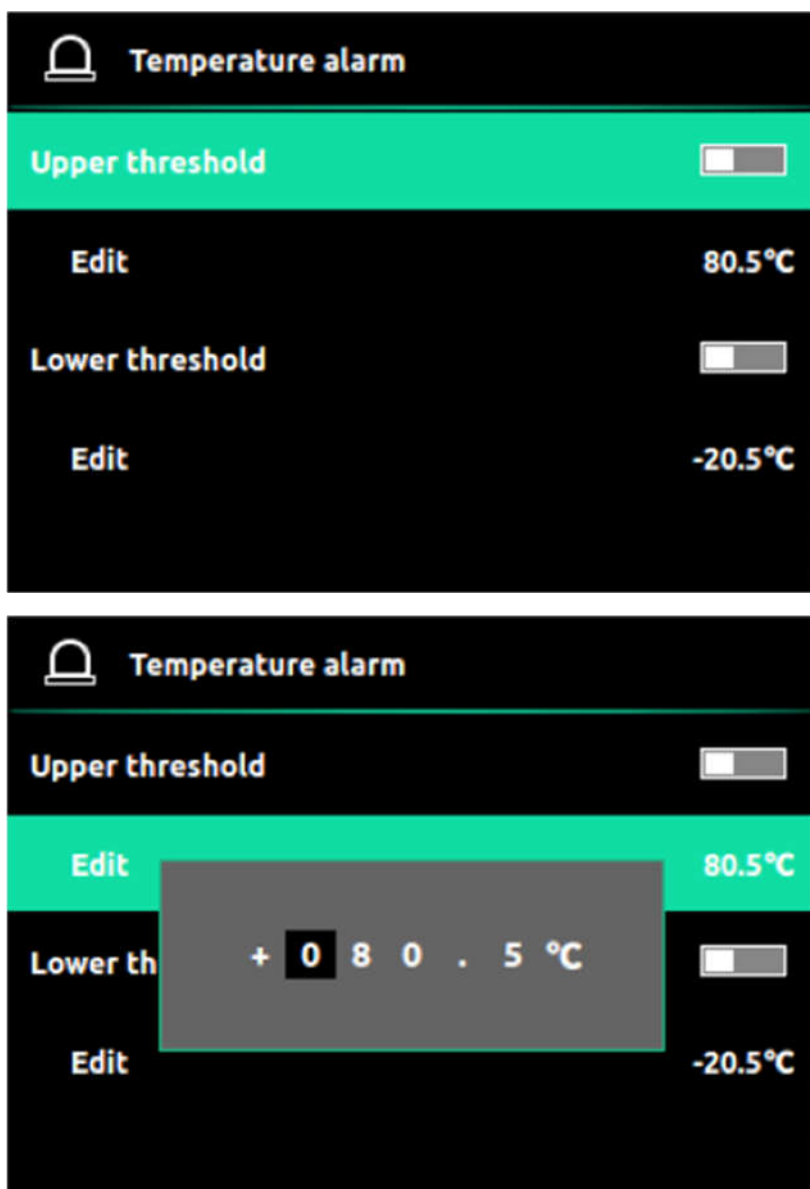 Temperature alarm
Upper threshold
Edit 80.5℃
Lower threshold
Edit -20.5℃
Temperature alarm
Upper threshold
Edit 80.5℃
+ 0 8 0 . 5 ℃
Lower th
Edit -20.5℃